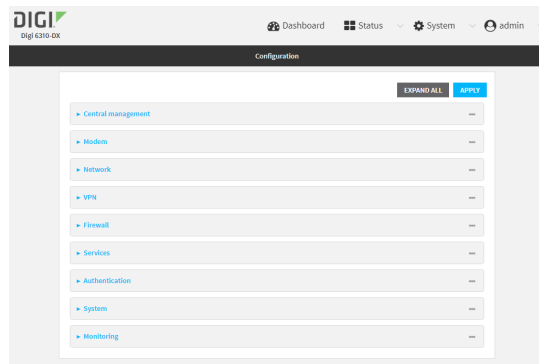 DIGI
Digi 6310-DX
Dashboard Status System admin
Configuration
EXPAND ALL APPLY
Central management
Modem
Network
VPN
Firewall
Services
Authentication
System
Monitoring